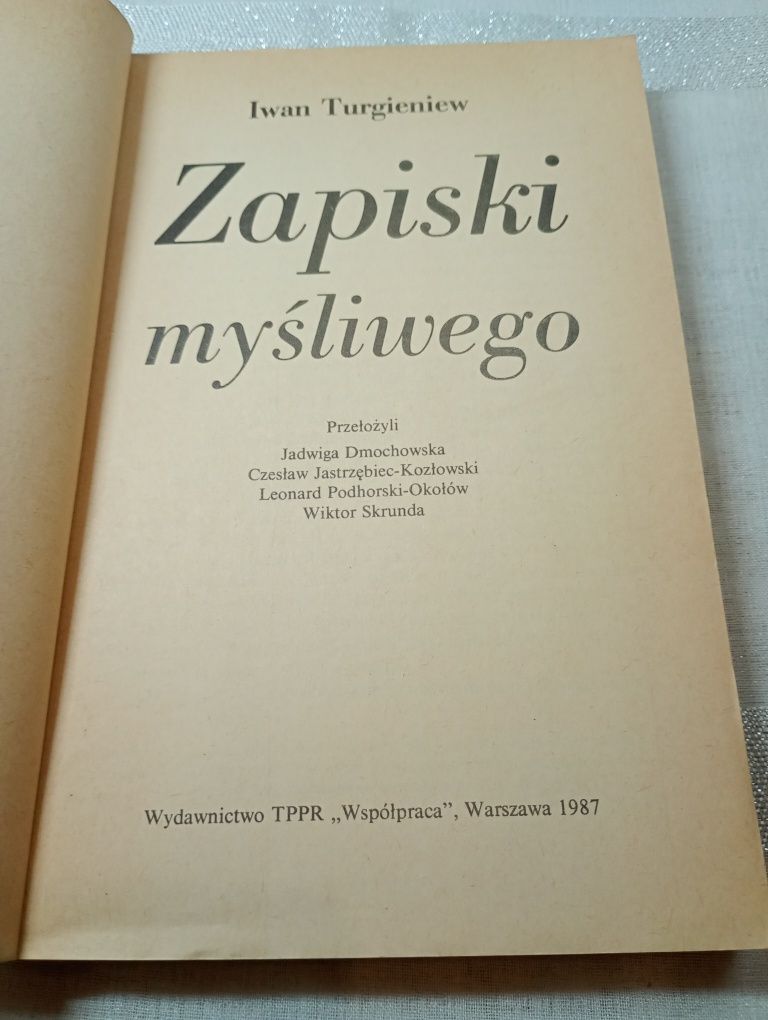 Iwan Turgieniew
Zapiski
myśliwego
Przełożyli
Jadwiga Dmochowska
Czesław Jastrzębiec-Kozłowski
Leonard Podhorski-Okołów
Wiktor Skrunda
Wydawnictwo TPPR „Współpraca”, Warszawa 1987